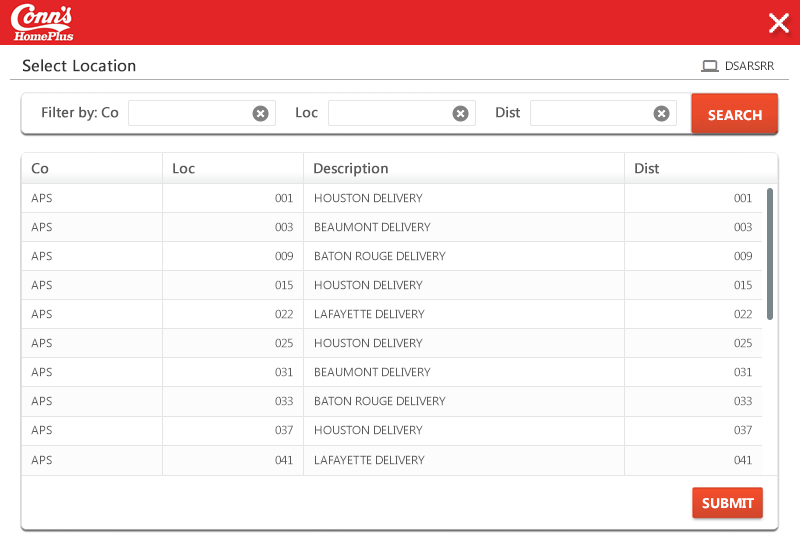 Conn's
HomePlus
Select Location DSARSRR
Filter by: Co Loc Dist SEARCH
Co Loc Description Dist
APS 001 HOUSTON DELIVERY 001
APS 003 BEAUMONT DELIVERY 003
APS 009 BATON ROUGE DELIVERY 009
APS 015 HOUSTON DELIVERY 015
APS 022 LAFAYETTE DELIVERY 022
APS 025 HOUSTON DELIVERY 025
APS 031 BEAUMONT DELIVERY 031
APS 033 BATON ROUGE DELIVERY 033
APS 037 HOUSTON DELIVERY 037
APS 041 LAFAYETTE DELIVERY 041
SUBMIT